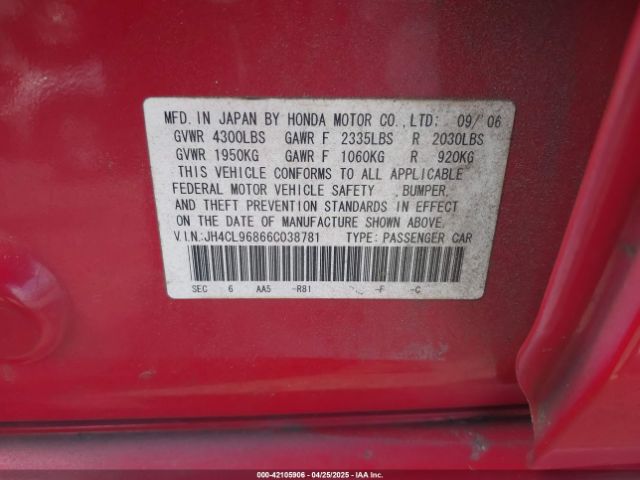 MFD. IN JAPAN BY HONDA MOTOR CO., LTD: 09/ 06
GVWR 4300LBS GAWR F 2335LBS R 2030LBS
GVWR 1950KG GAWR F 1060KG R 920KG
THIS VEHICLE CONFORMS TO ALL APPLICABLE
FEDERAL MOTOR VEHICLE SAFETY ,BUMPER,
AND THEFT PREVENTION STANDARDS IN EFFECT
ON THE DATE OF MANUFACTURE SHOWN ABOVE.
V.I.N:JH4CL96866C038781 TYPE: PASSENGER CAR
SEC 6 AA5 -R81 -F -C
000-42105906 - 04/25/2025 - IAAI.COM